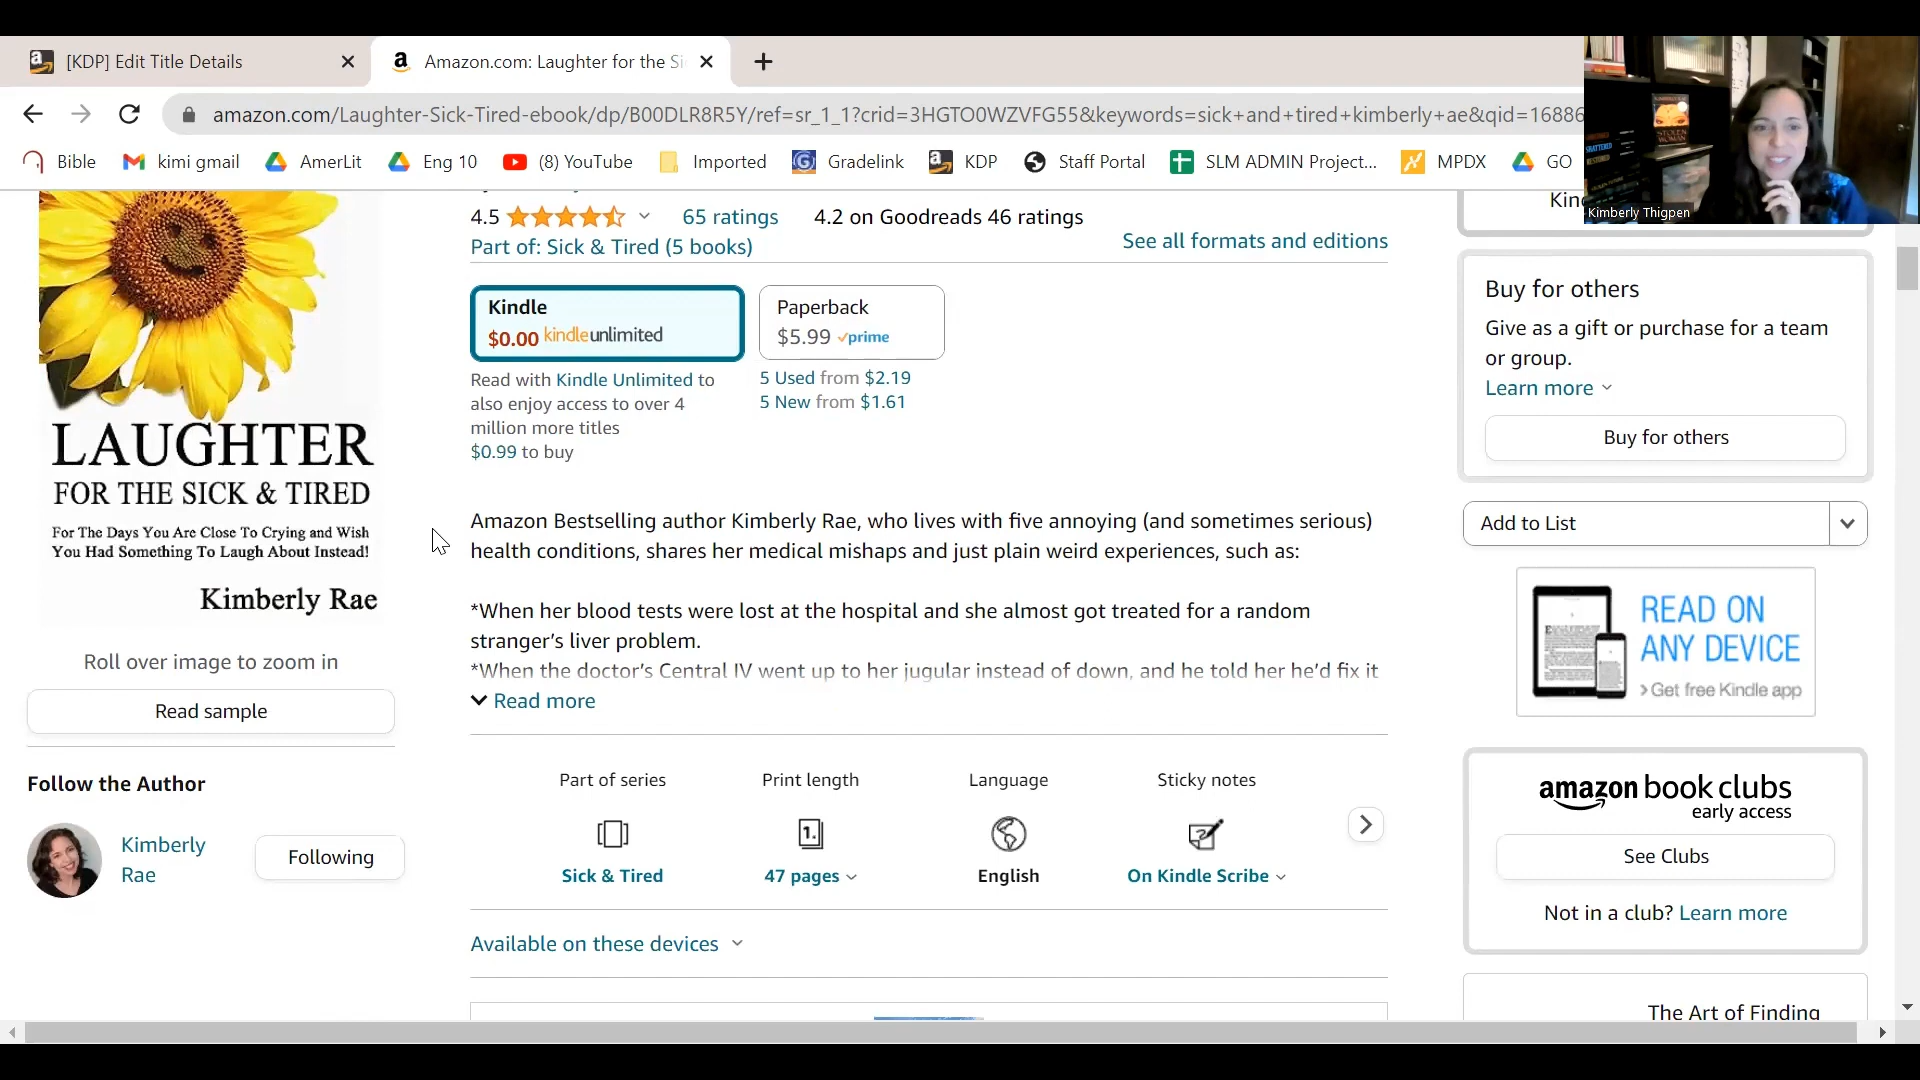 [KDP] Edit Title Details
Amazon.com: Laughter for the Si
amazon.com/Laughter-Sick-Tired-ebook/dp/B00DLR8R5Y/ref=sr_1_1?crid=3HGTO0WZVFG55&keywords=sick+and+tired+kimberly+ae&qid=16886
Bible
kimi gmail
AmerLit
Eng 10
(8) YouTube
Imported
Gradelink
KDP
Staff Portal
SLM ADMIN Project...
MPDX
GO
STOLEN
WOMAN
SHATTERED
Kimberly Thigpen
4.5
65 ratings
4.2 on Goodreads 46 ratings
Part of: Sick & Tired (5 books)
See all formats and editions
Kindle
$0.00 kindleunlimited
Paperback
$5.99 prime
Read with Kindle Unlimited to
also enjoy access to over 4
million more titles
$0.99 to buy
5 Used from $2.19
5 New from $1.61
Amazon Bestselling author Kimberly Rae, who lives with five annoying (and sometimes serious)
health conditions, shares her medical mishaps and just plain weird experiences, such as:
*When her blood tests were lost at the hospital and she almost got treated for a random
stranger's liver problem.
*When the doctor's Central IV went up to her jugular instead of down, and he told her he'd fix it
Read more
LAUGHTER
FOR THE SICK & TIRED
For The Days You Are Close To Crying and Wish
You Had Something To Laugh About Instead!
Kimberly Rae
Roll over image to zoom in
Read sample
Follow the Author
Kimberly
Rae
Following
Part of series
Sick & Tired
Print length
1.
47 pages
Language
English
Sticky notes
On Kindle Scribe
Available on these devices
Kin
Buy for others
Give as a gift or purchase for a team
or group.
Learn more
Buy for others
Add to List
READ ON
ANY DEVICE
Get free Kindle app
amazon book clubs
early access
See Clubs
Not in a club? Learn more
The Art of Finding